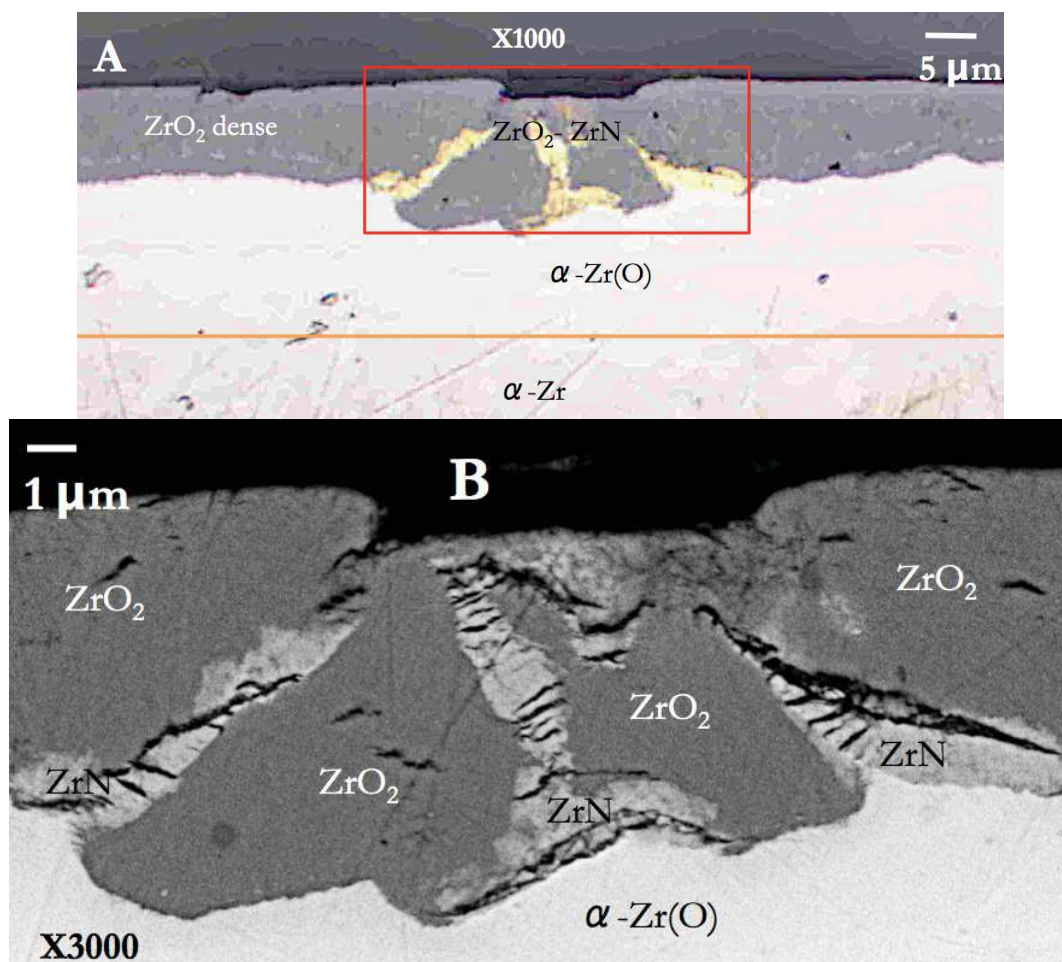 X1000
A
5 μm
ZrO₂ dense
ZrO₂- ZrN
α -Zr(O)
α -Zr
1 μm
B
ZrO₂
ZrO₂
ZrO₂
ZrO₂
ZrN
ZrN
ZrN
α -Zr(O)
X3000